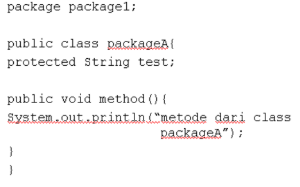 package package1;
public class packageA{
protected String test;
public void method(){
System.out.println(“metode dari class
packageA”);
}
}